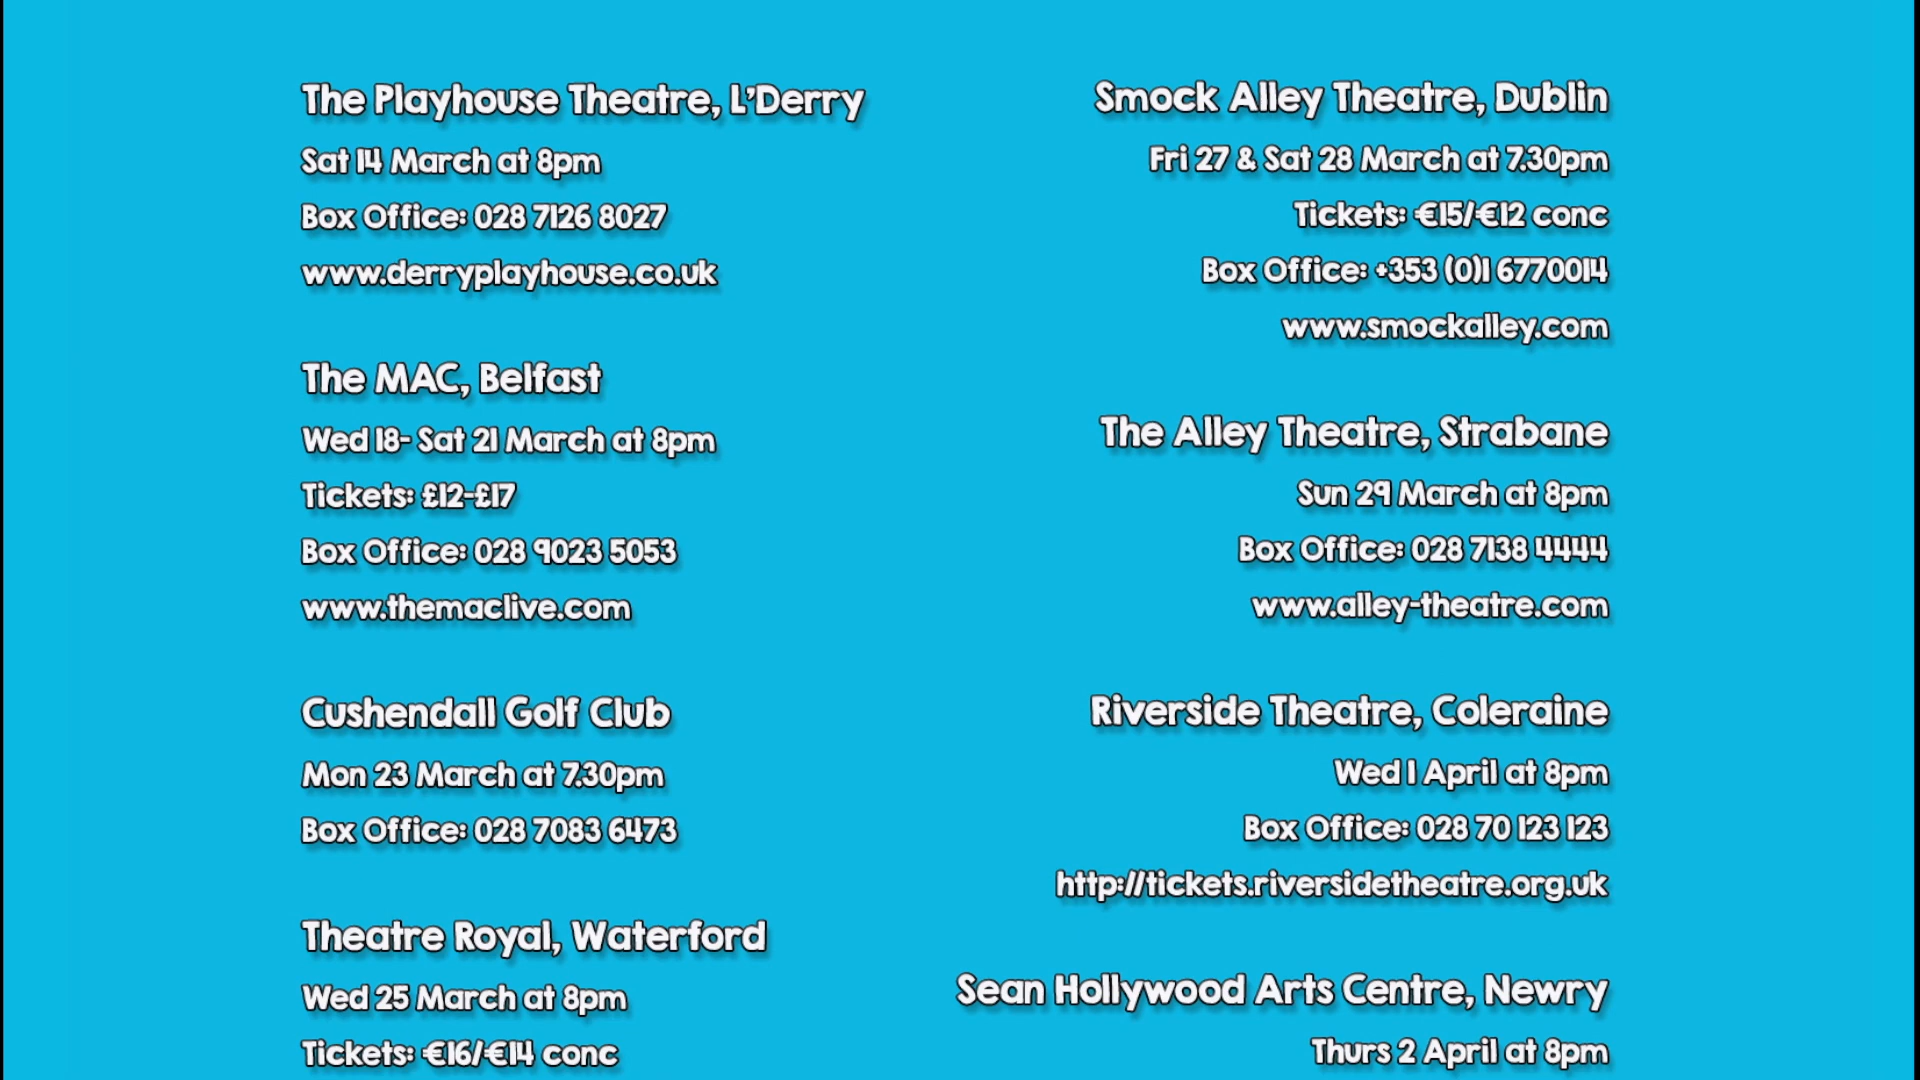 The Playhouse Theatre, L'Derry
Sat 14 March at 8pm
Box Office: 028 7126 8027
www.derryplayhouse.co.uk
The MAC, Belfast
Wed 18- Sat 21 March at 8pm
Tickets: £12-£17
Box Office: 028 9023 5053
www.themaclive.com
Cushendall Golf Club
Mon 23 March at 7.30pm
Box Office: 028 7083 6473
Theatre Royal, Waterford
Wed 25 March at 8pm
Tickets: €16/€14 conc
Smock Alley Theatre, Dublin
Fri 27 & Sat 28 March at 7.30pm
Tickets: €15/€12 conc
Box Office: +353 (0)1 6770014
www.smockalley.com
The Alley Theatre, Strabane
Sun 29 March at 8pm
Box Office: 028 7138 4444
www.alley-theatre.com
Riverside Theatre, Coleraine
Wed 1 April at 8pm
Box Office: 028 70 123 123
http://tickets.riversidetheatre.org.uk
Sean Hollywood Arts Centre, Newry
Thurs 2 April at 8pm